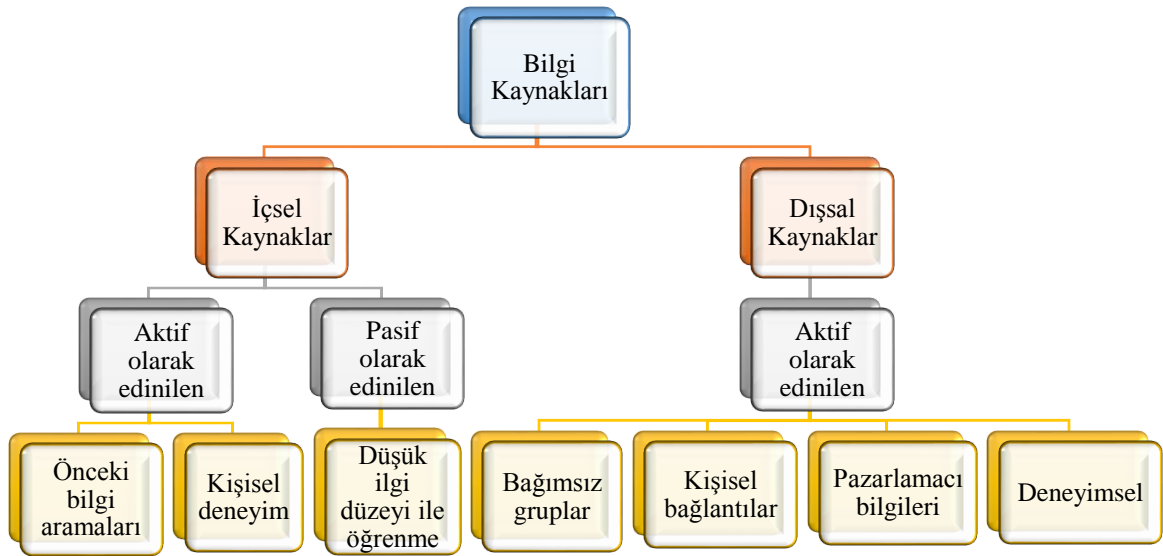 Bilgi
Kaynakları
İçsel
Kaynaklar
Dışsal
Kaynaklar
Aktif
olarak
edinilen
Pasif
olarak
edinilen
Aktif
olarak
edinilen
Önceki
bilgi
aramaları
Kişisel
deneyim
Düşük
ilgi
düzeyi ile
öğrenme
Bağımsız
gruplar
Kişisel
bağlantılar
Pazarlamacı
bilgileri
Deneyimsel